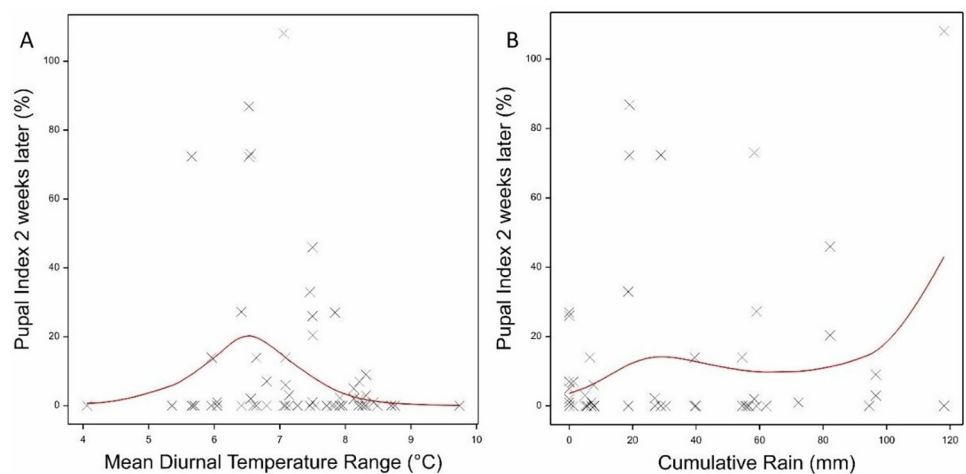 A
Pupal Index 2 weeks later (%)
100
80
60
40
20
0
4 5 6 7 8 9 10
Mean Diurnal Temperature Range (°C)
B
Pupal Index 2 weeks later (%)
100
80
60
40
20
0
0 20 40 60 80 100 120
Cumulative Rain (mm)